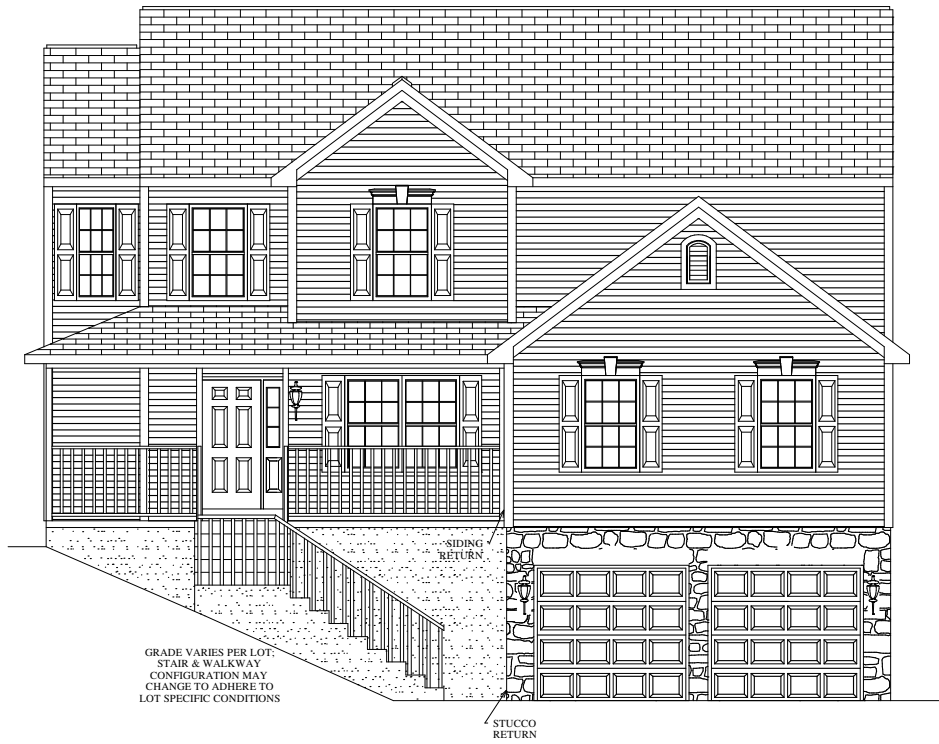 SIDING
RETURN
GRADE VARIES PER LOT;
STAIR & WALKWAY
CONFIGURATION MAY
CHANGE TO ADHERE TO
LOT SPECIFIC CONDITIONS
STUCCO
RETURN